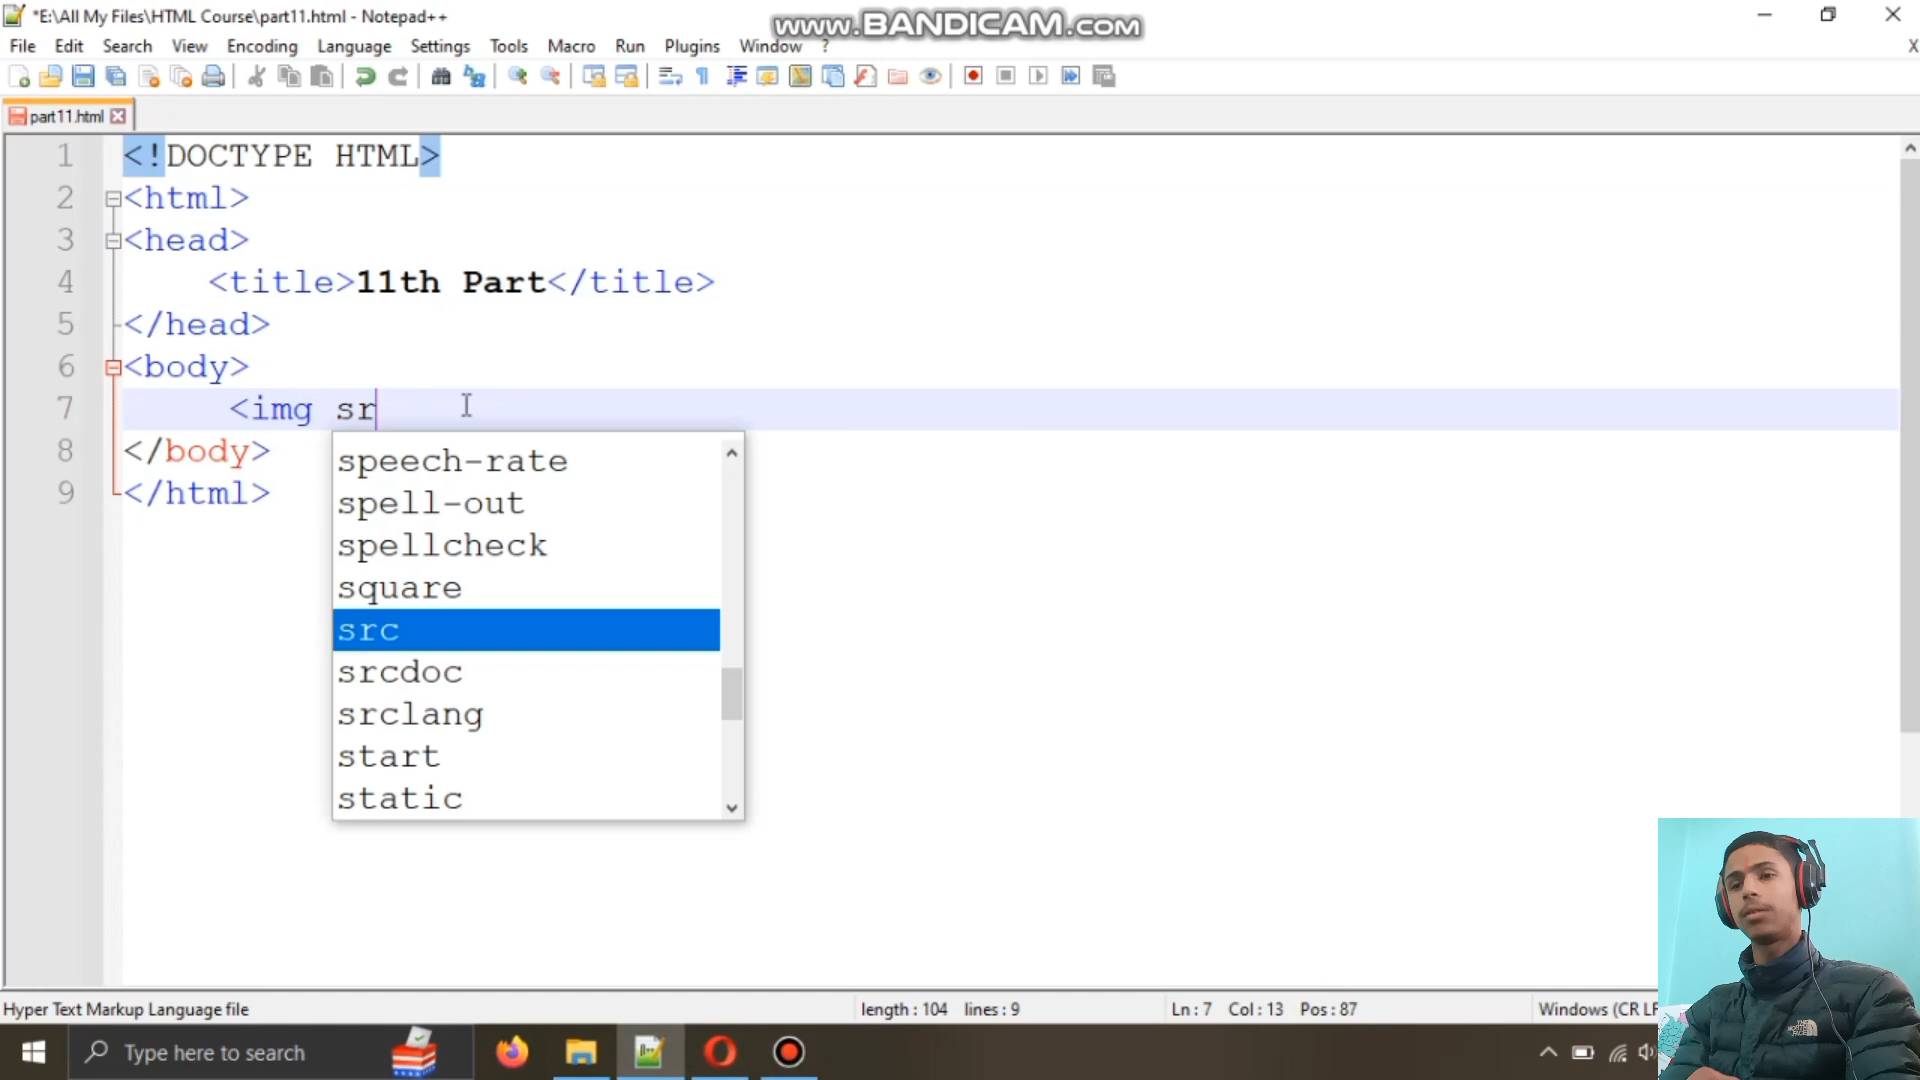 *E:\All My Files\HTML Course\part11.html - Notepad++
www.BANDICAM.com
File Edit Search View Encoding Language Settings Tools Macro Run Plugins Window ? X
part11.html
1 <!DOCTYPE HTML>
2 <html>
3 <head>
4 <title>11th Part</title>
5 </head>
6 <body>
7 <img sr
8 </body>
9 </html>
speech-rate
spell-out
spellcheck
square
src
srcdoc
srclang
start
static
THE NORTH FACE
Hyper Text Markup Language file length : 104 lines : 9 Ln : 7 Col : 13 Pos : 87 Windows (CR LF
Type here to search